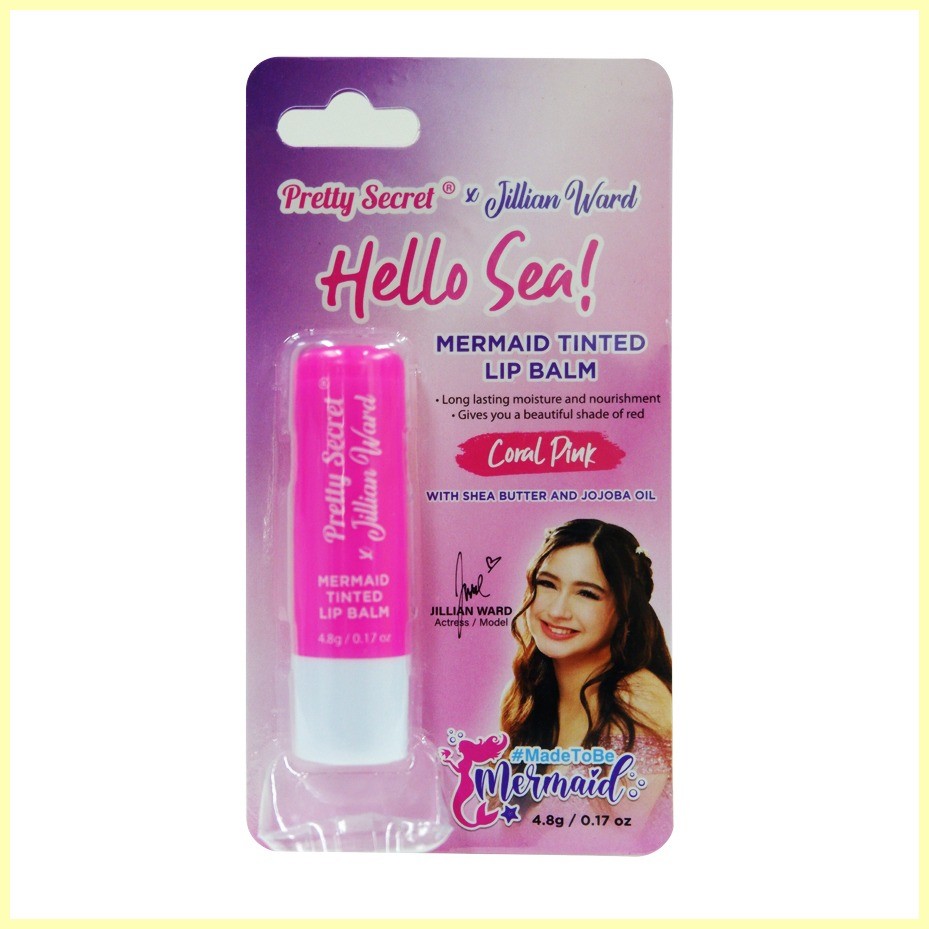 Pretty Secret® x Jillian Ward
Hello Sea!
MERMAID TINTED
LIP BALM
• Long lasting moisture and nourishment
• Gives you a beautiful shade of red
Coral Pink
WITH SHEA BUTTER AND JOJOBA OIL
Pretty Secret®
x Jillian Ward
MERMAID
TINTED
LIP BALM
4.8g / 0.17 oz
JILLIAN WARD
Actress / Model
#MadeToBe
Mermaid
4.8g / 0.17 oz